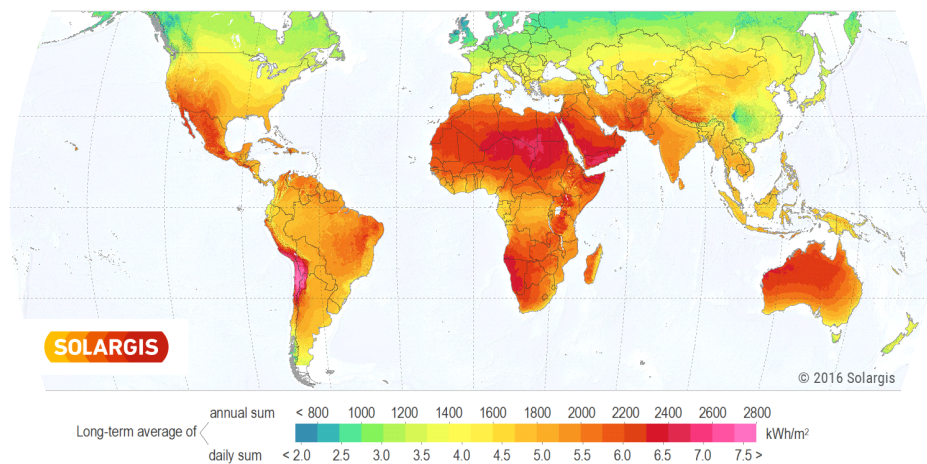 SOLARGIS
© 2016 Solargis
annual sum < 800 1000 1200 1400 1600 1800 2000 2200 2400 2600 2800
Long-term average of kWh/m²
daily sum < 2.0 2.5 3.0 3.5 4.0 4.5 5.0 5.5 6.0 6.5 7.0 7.5 >